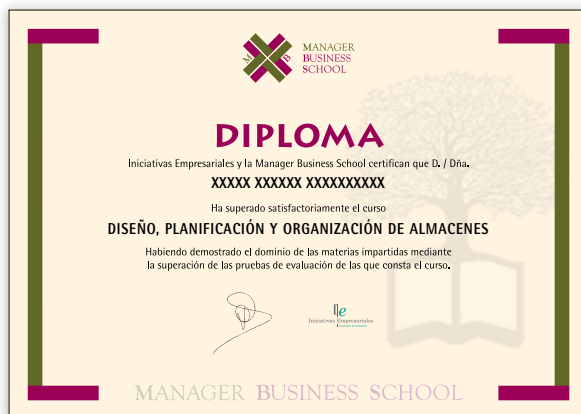 M B
MANAGER
BUSINESS
SCHOOL
DIPLOMA
Iniciativas Empresariales y la Manager Business School certifican que D. / Dña.
XXXXX XXXXXX XXXXXXXXXX
Ha superado satisfactoriamente el curso
DISEÑO, PLANIFICACIÓN Y ORGANIZACIÓN DE ALMACENES
Habiendo demostrado el dominio de las materias impartidas mediante
la superación de las pruebas de evaluación de las que consta el curso.
Ie
Iniciativas Empresariales
MANAGER BUSINESS SCHOOL